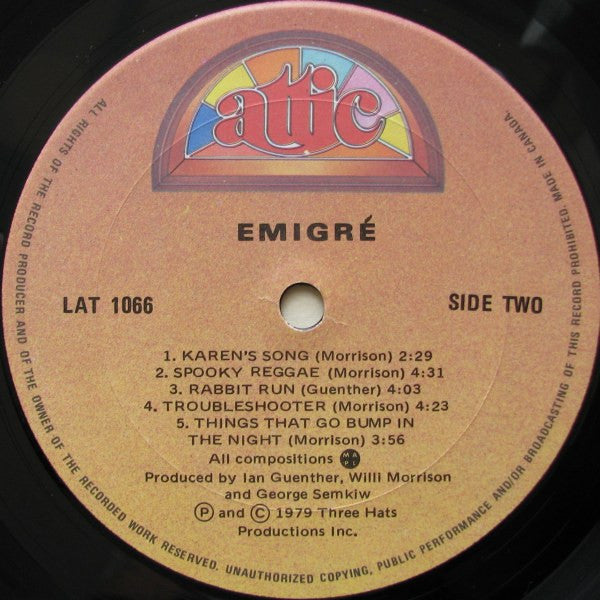 attic
EMIGRÉ
LAT 1066
SIDE TWO
1. KAREN'S SONG (Morrison) 2:29
2. SPOOKY REGGAE (Morrison) 4:31
3. RABBIT RUN (Guenther) 4:03
4. TROUBLESHOOTER (Morrison) 4:23
5. THINGS THAT GO BUMP IN
THE NIGHT (Morrison) 3:56
All compositions MAPL
Produced by Ian Guenther, Willi Morrison
and George Semkiw
Ⓟ and Ⓒ 1979 Three Hats
Productions Inc.
ALL RIGHTS OF THE RECORD PRODUCER AND OF THE OWNER OF THE RECORDED WORK RESERVED. UNAUTHORIZED COPYING, PUBLIC PERFORMANCE AND/OR BROADCASTING OF THIS RECORD PROHIBITED. MADE IN CANADA.